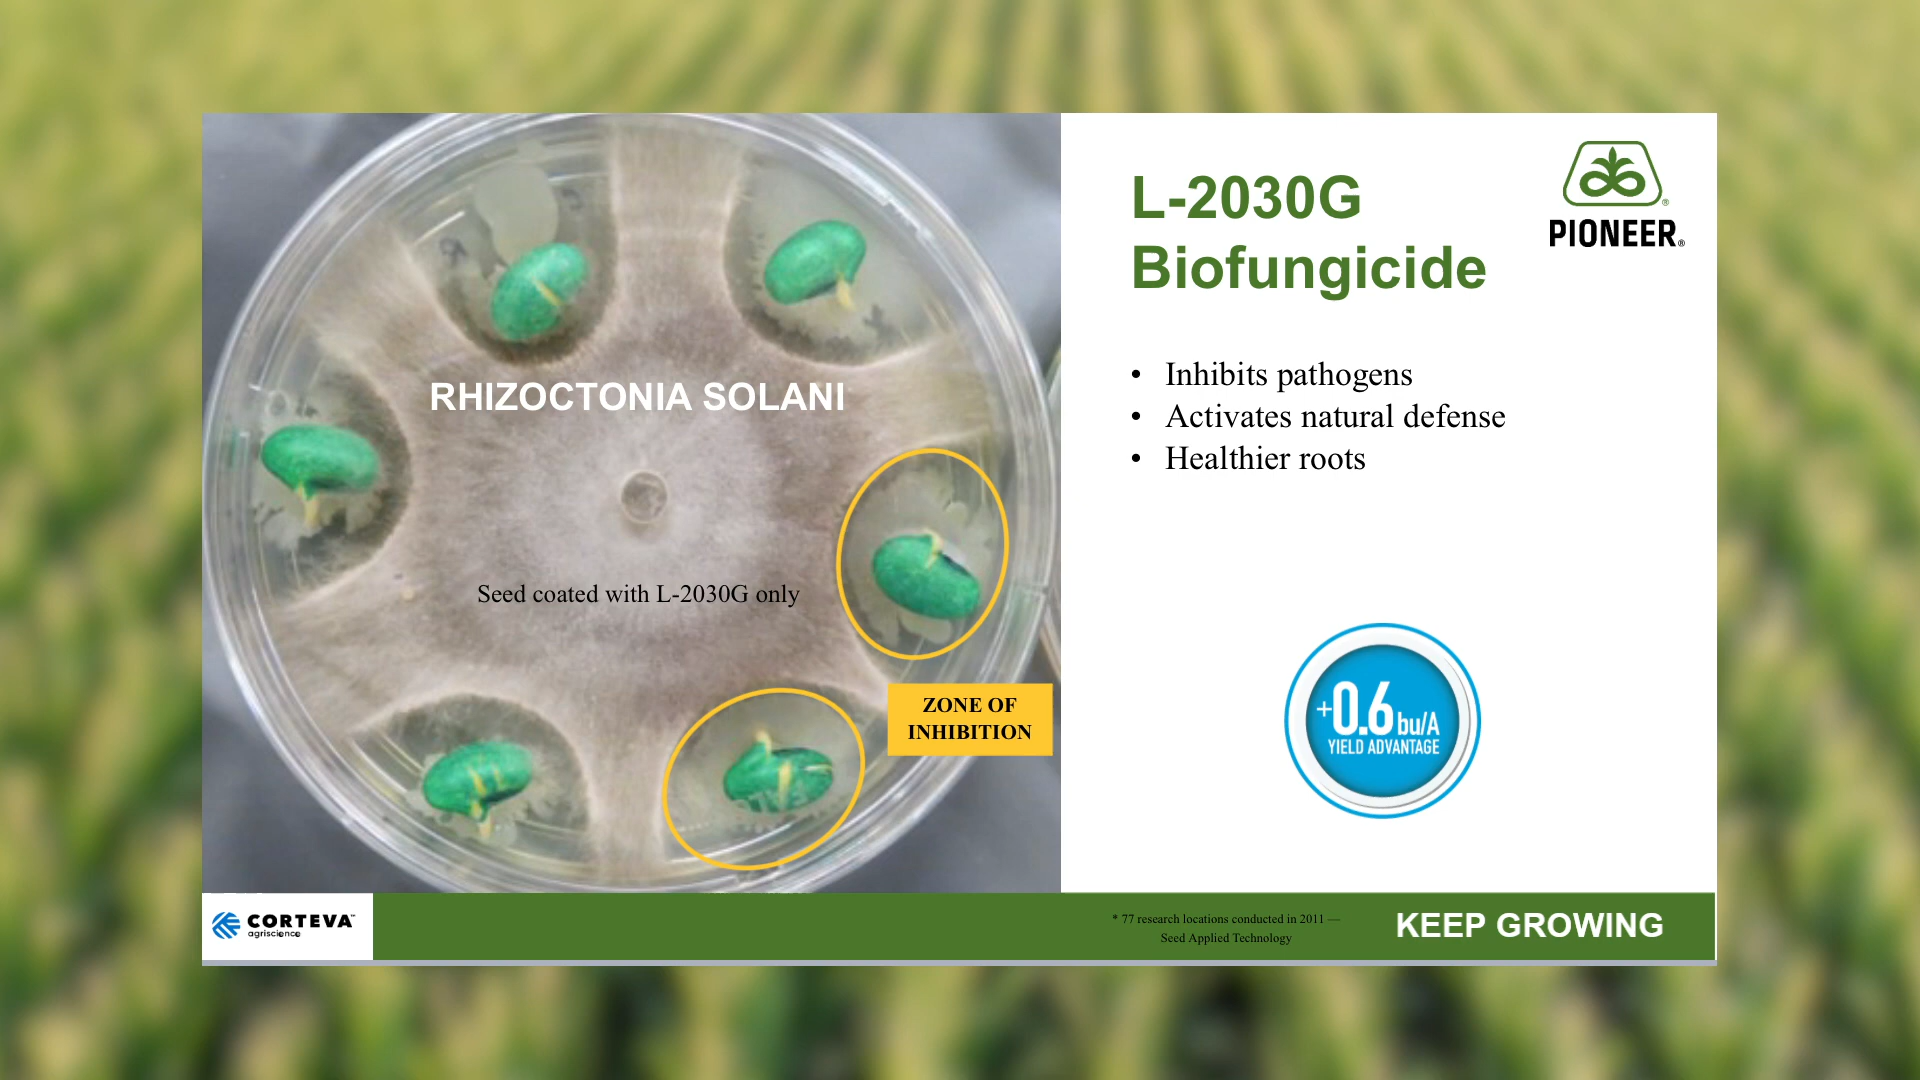 RHIZOCTONIA SOLANI
Seed coated with L-2030G only
ZONE OF
INHIBITION
L-2030G
Biofungicide
PIONEER®
• Inhibits pathogens
• Activates natural defense
• Healthier roots
+0.6 bu/A
YIELD ADVANTAGE
CORTEVA™
agriscience
* 77 research locations conducted in 2011 —
Seed Applied Technology
KEEP GROWING